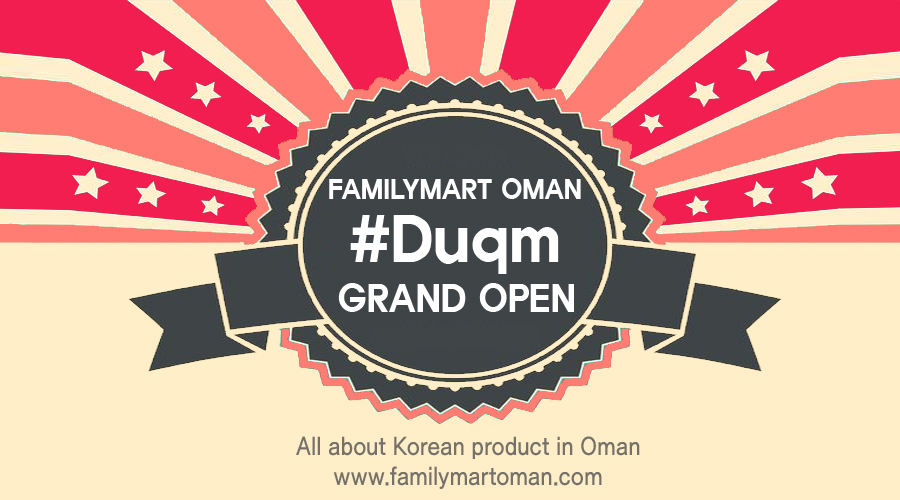 FAMILYMART OMAN
#Duqm
GRAND OPEN
All about Korean product in Oman
www.familymartoman.com